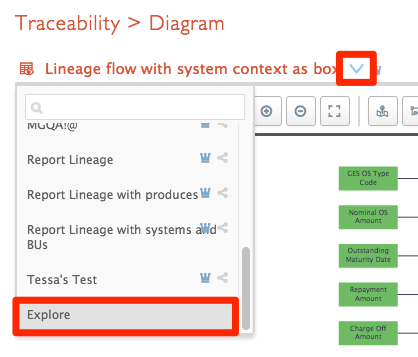 Traceability > Diagram
Lineage flow with system context as box
MGQA!@
Report Lineage
Report Lineage with produces
Report Lineage with systems and
BUs
Tessa's Test
Explore
GES OS Type
Code
Nominal OS
Amount
Outstanding
Maturity Date
Repayment
Amount
Charge Off
Amount